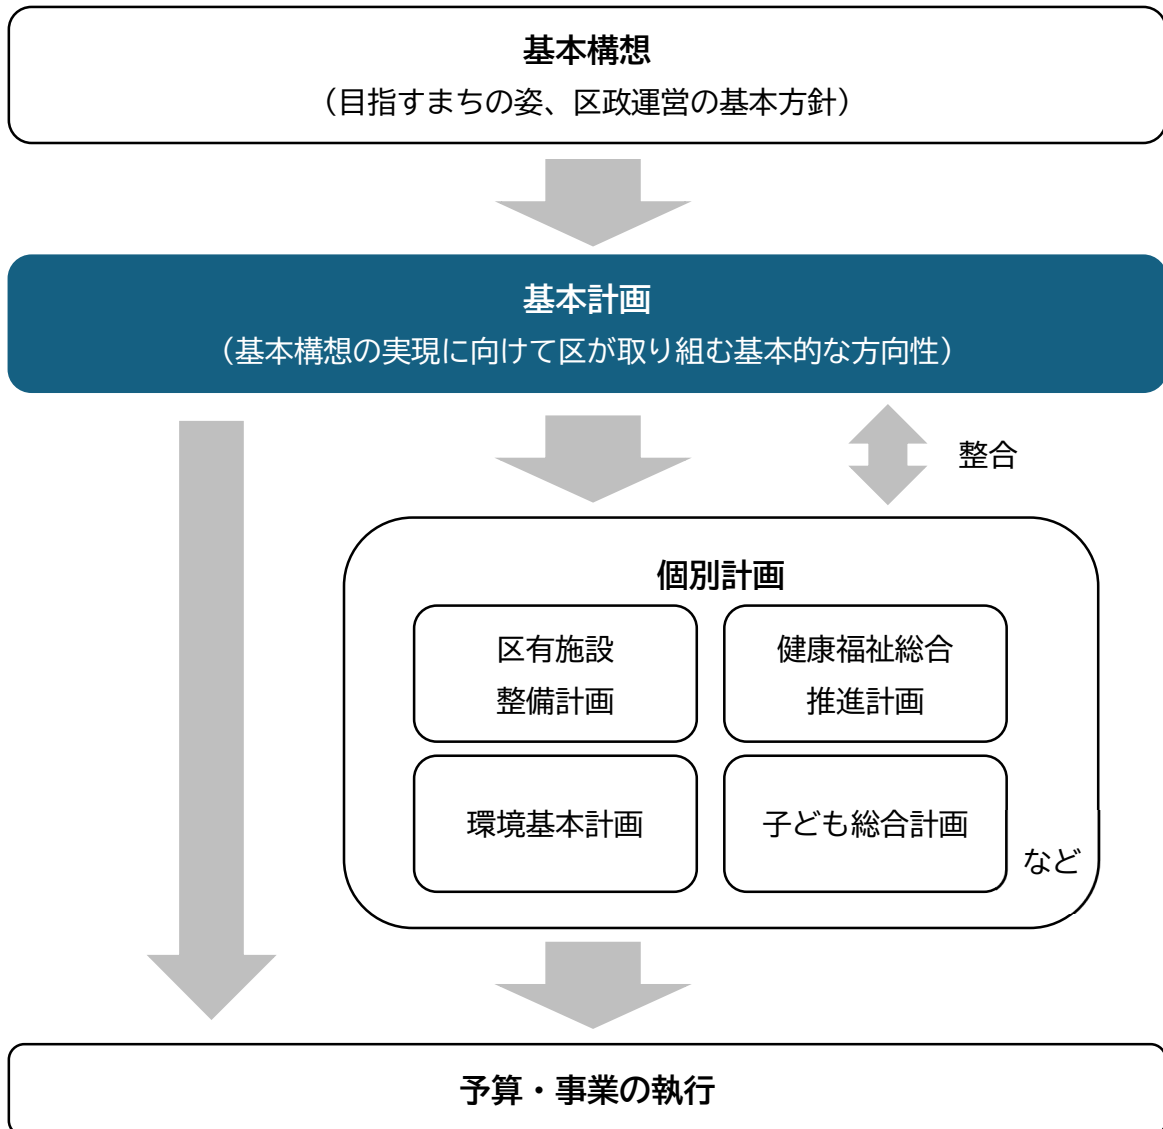 基本構想
（目指すまちの姿、区政運営の基本方針）
基本計画
（基本構想の実現に向けて区が取り組む基本的な方向性）
整合
個別計画
区有施設
整備計画
健康福祉総合
推進計画
環境基本計画
子ども総合計画
など
予算・事業の執行